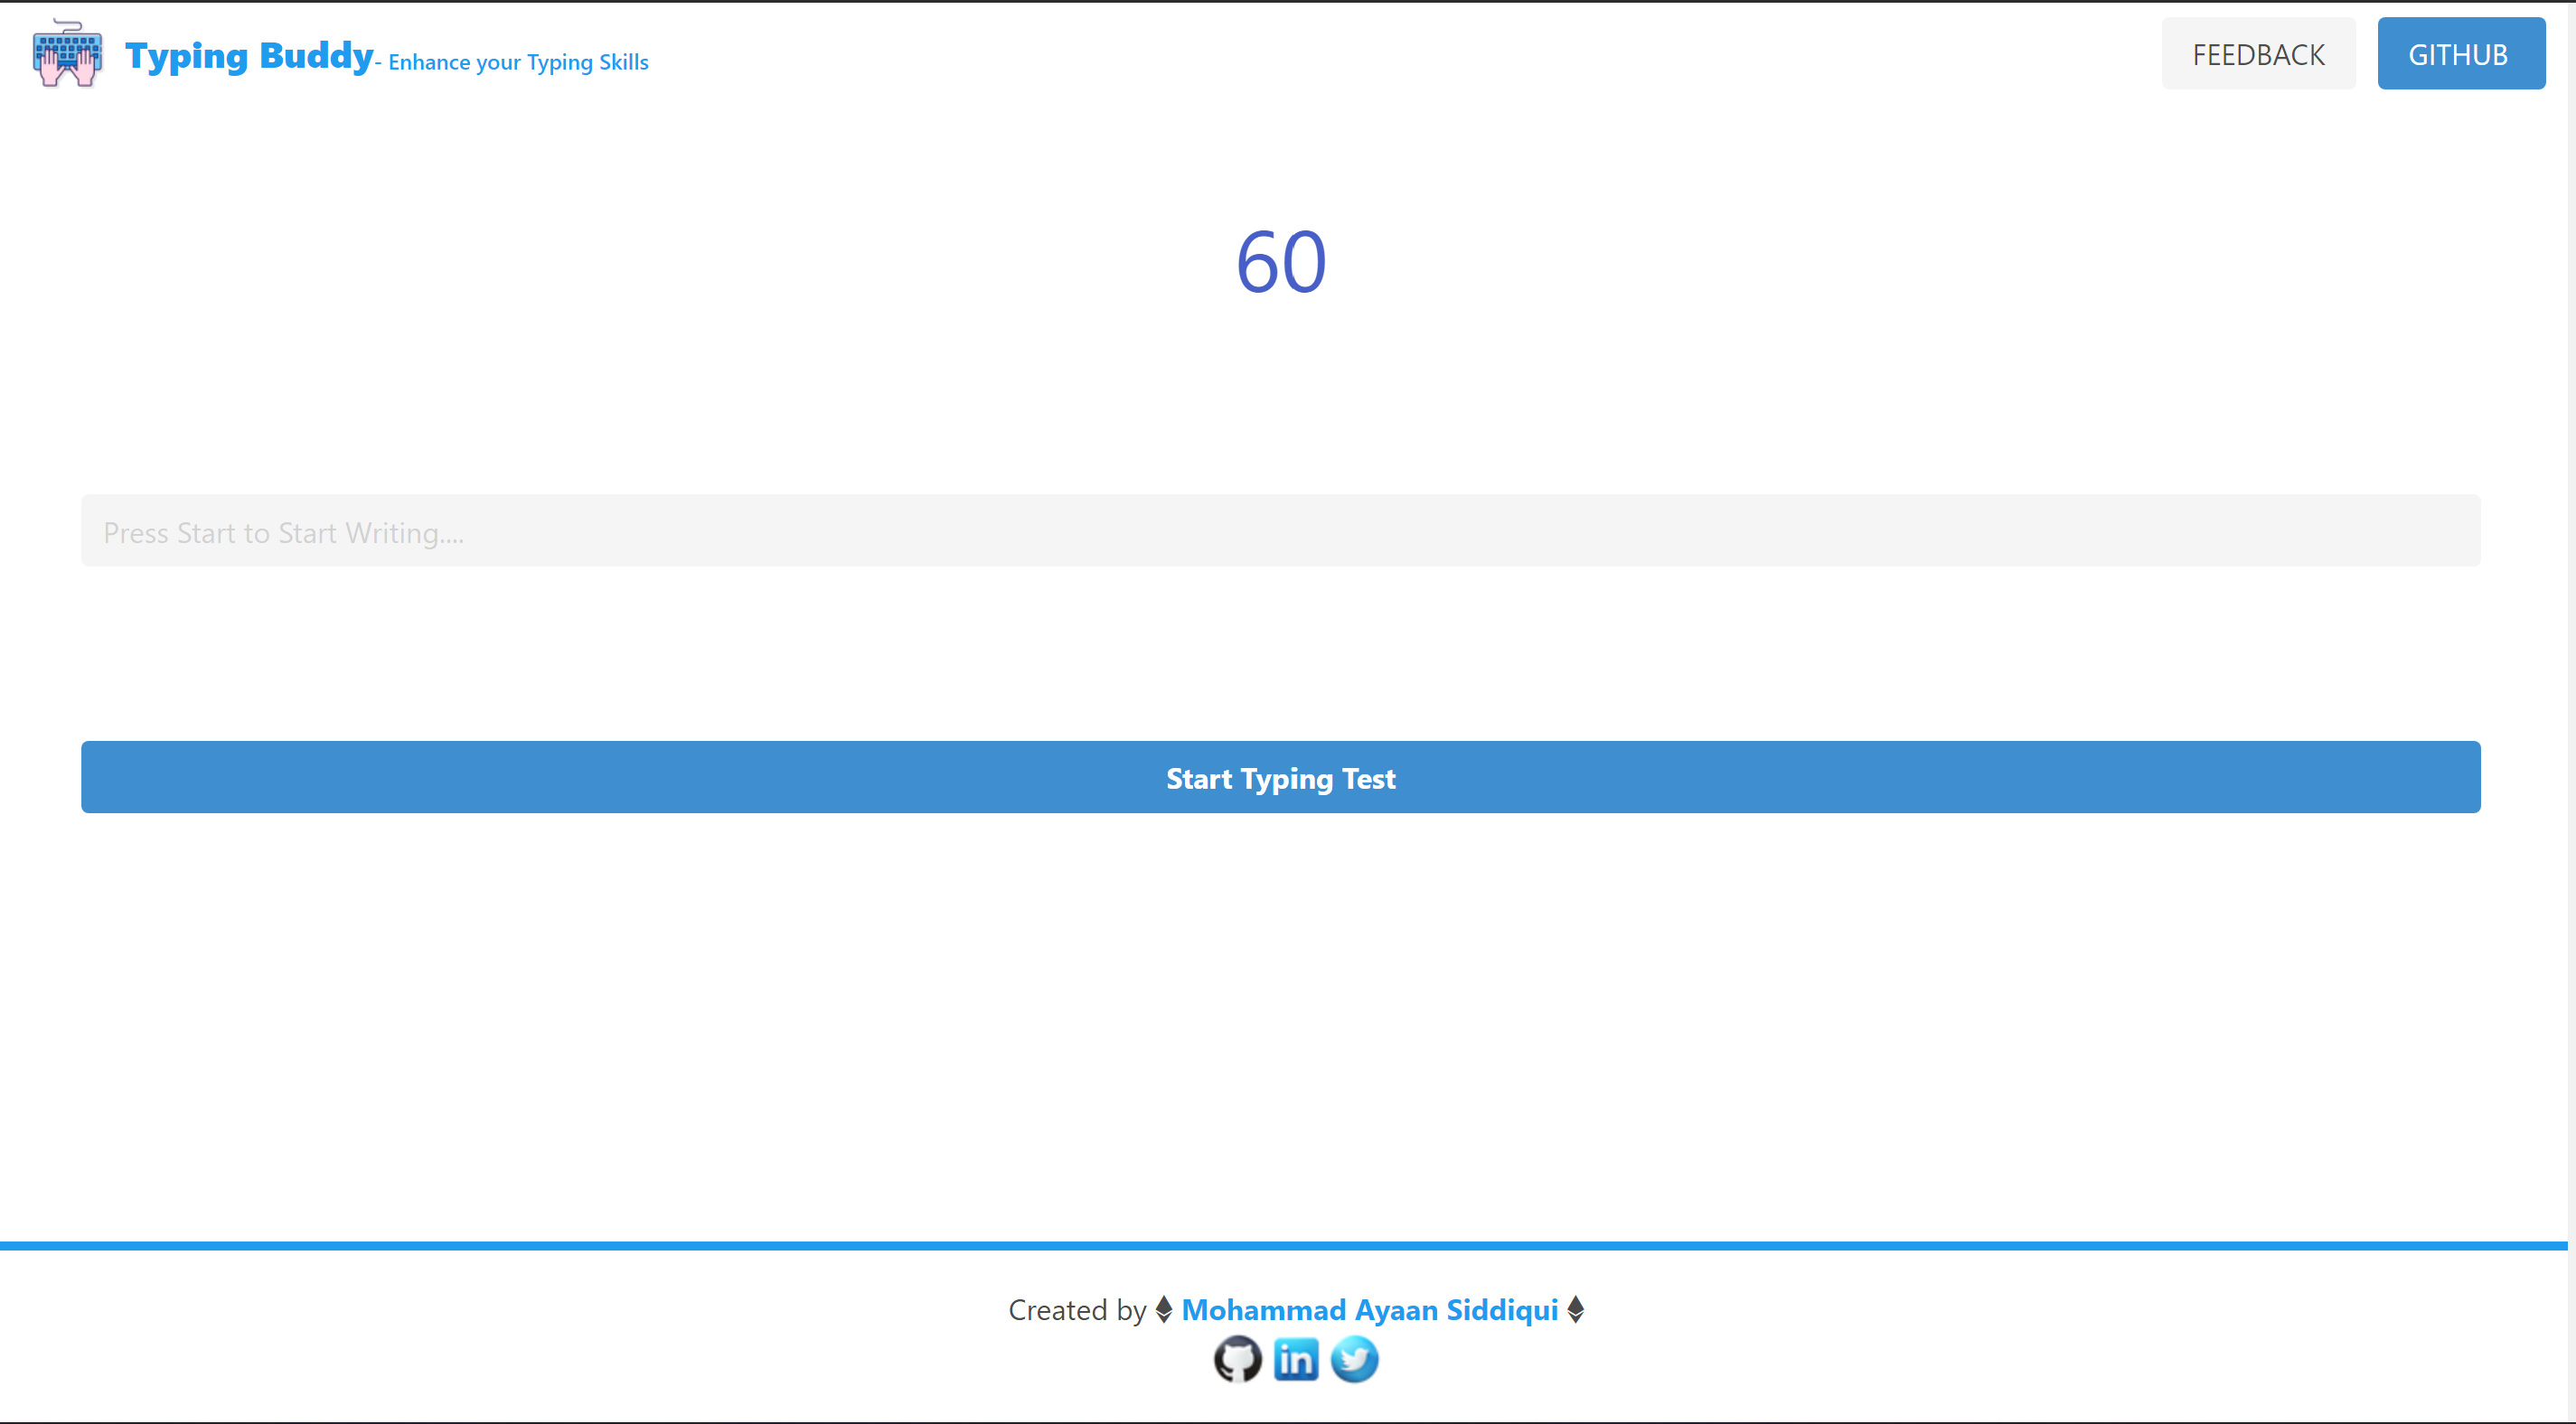 Typing Buddy- Enhance your Typing Skills
FEEDBACK
GITHUB
60
Press Start to Start Writing....
Start Typing Test
Created by Mohammad Ayaan Siddiqui
in